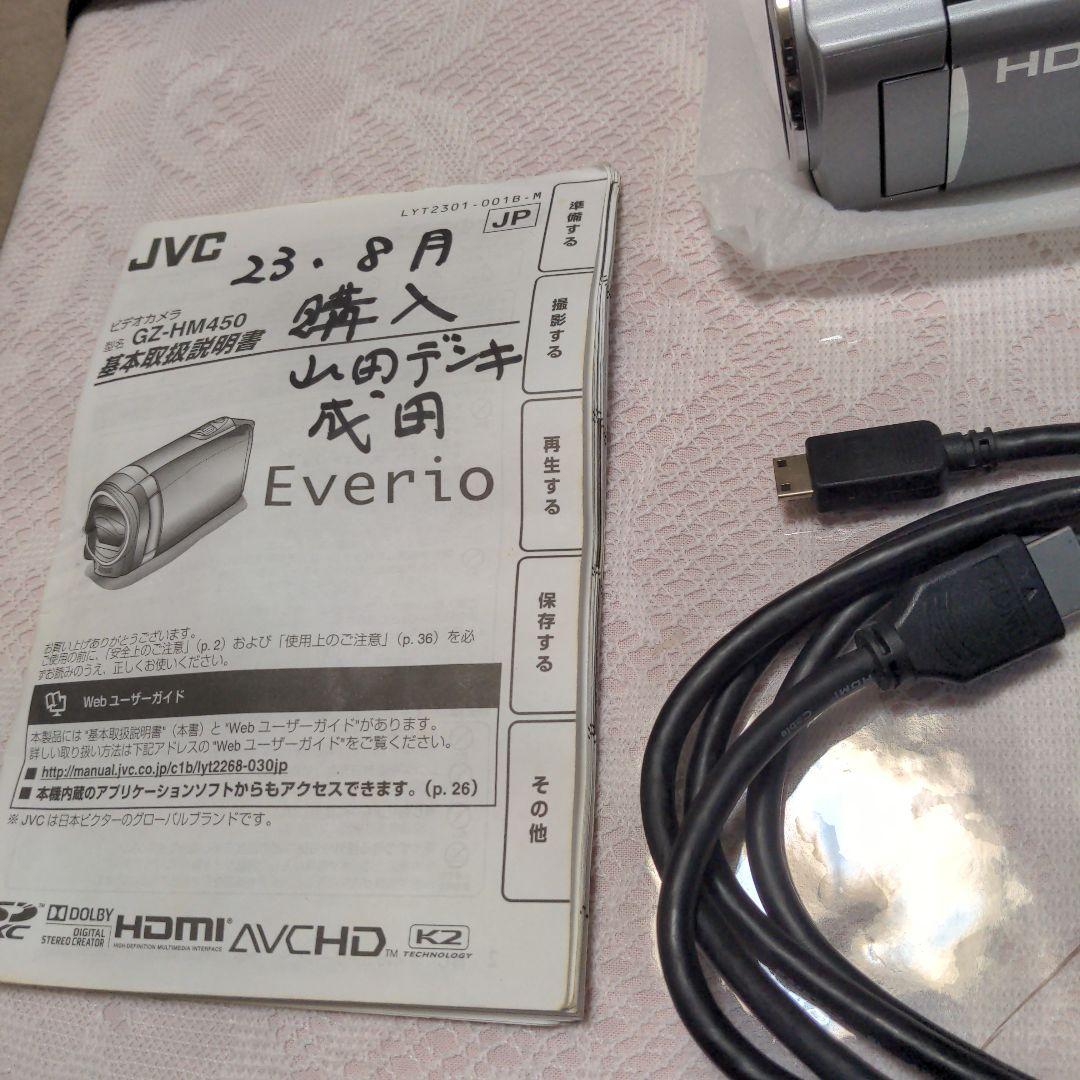 HD
LYT2301-001B-M
JP
JVC
23.8月
購入
山田デンキ
成田
ビデオカメラ
型名 GZ-HM450
基本取扱説明書
Everio
お買い上げありがとうございます。
ご使用の前に、「安全上のご注意」(p. 2) および「使用上のご注意」(p. 36) を必
ずお読みのうえ、正しくお使いください。
Web ユーザーガイド
本製品には "基本取扱説明書"(本書) と "Web ユーザーガイド"があります。
詳しい取り扱い方法は下記アドレスの "Web ユーザーガイド"をご覧ください。
■ http://manual.jvc.co.jp/c1b/lyt2268-030jp
■ 本機内蔵のアプリケーションソフトからもアクセスできます。(p. 26)
※ JVC は日本ビクターのグローバルブランドです。
準備する
撮影する
再生する
保存する
その他
XC
DOLBY
DIGITAL
STEREO CREATOR
HDMI®
HIGH-DEFINITION MULTIMEDIA INTERFACE
AVCHD™
K2
TECHNOLOGY
HDMI
Cable